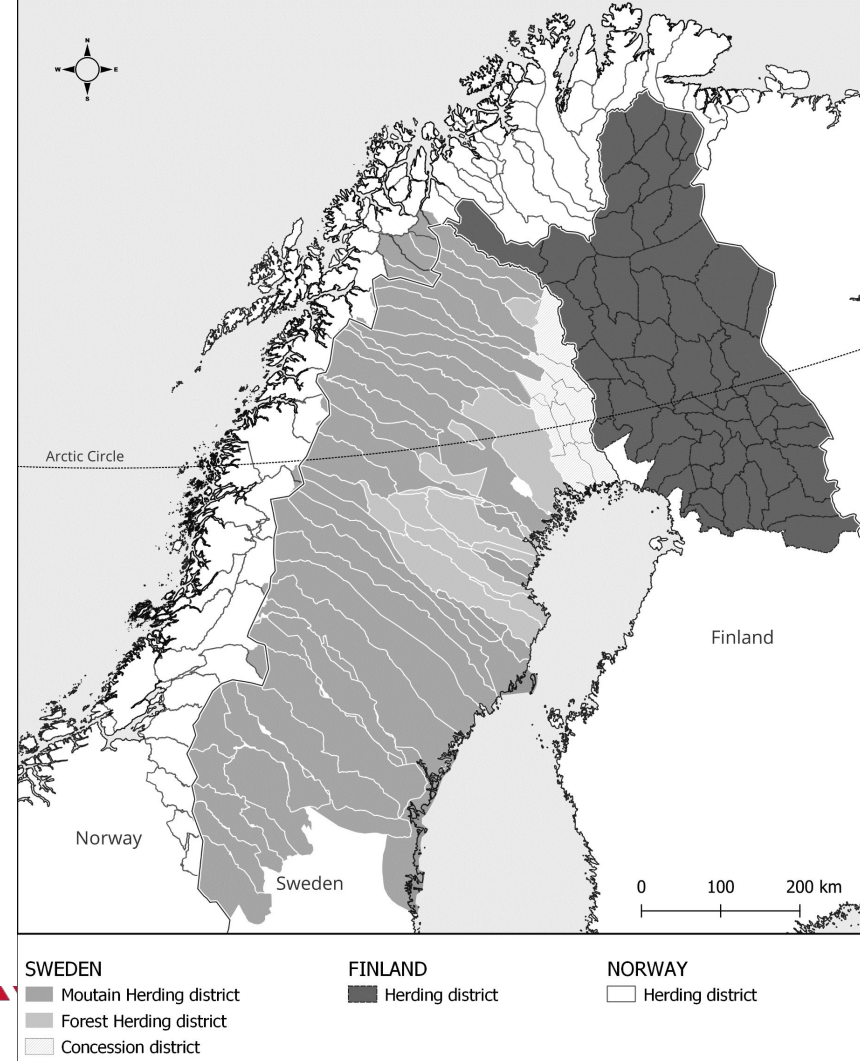 N
W E
S
Arctic Circle
Finland
Norway
Sweden
0 100 200 km
SWEDEN
Moutain Herding district
Forest Herding district
Concession district
FINLAND
Herding district
NORWAY
Herding district